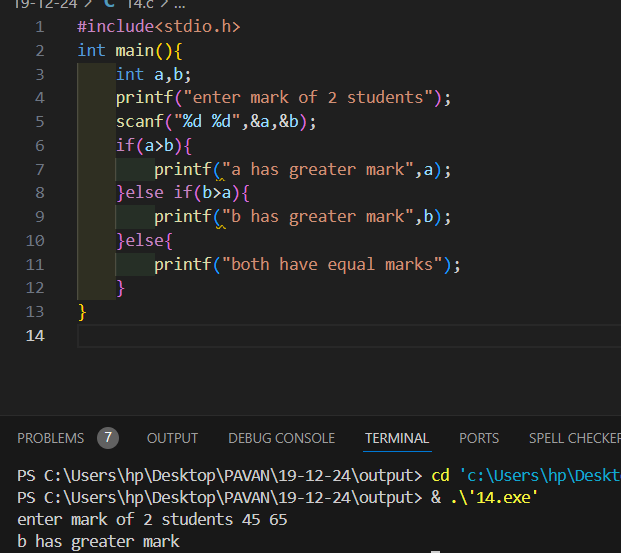 19-12-24 > C 14.c > ...
1 #include<stdio.h>
2 int main(){
3 int a,b;
4 printf("enter mark of 2 students");
5 scanf("%d %d",&a,&b);
6 if(a>b){
7 printf("a has greater mark",a);
8 }else if(b>a){
9 printf("b has greater mark",b);
10 }else{
11 printf("both have equal marks");
12 }
13 }
14
PROBLEMS 7 OUTPUT DEBUG CONSOLE TERMINAL PORTS SPELL CHECKER
PS C:\Users\hp\Desktop\PAVAN\19-12-24\output> cd 'c:\Users\hp\Deskt
PS C:\Users\hp\Desktop\PAVAN\19-12-24\output> & .\'14.exe'
enter mark of 2 students 45 65
b has greater mark